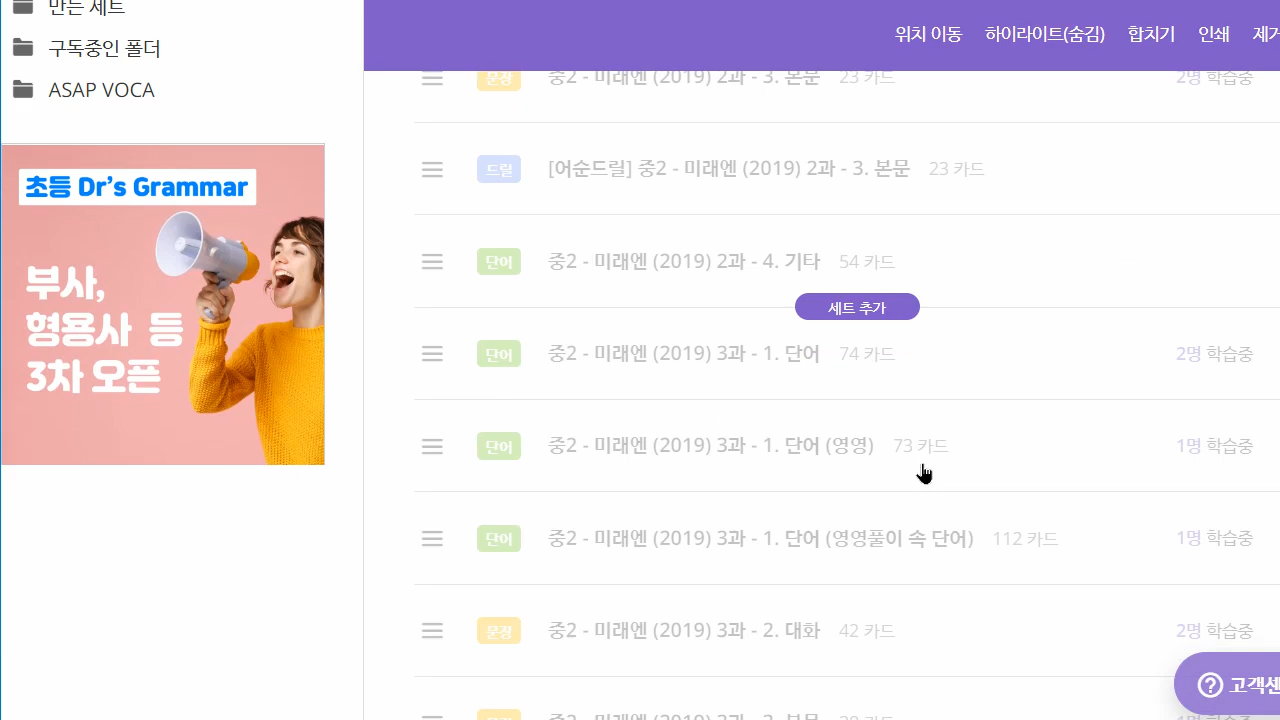 만든 세트
구독중인 폴더
ASAP VOCA
초등 Dr's Grammar
부사,
형용사 등
3차 오픈
위치 이동 하이라이트(숨김) 합치기 인쇄 제거
문장 중2 - 미래엔 (2019) 2과 - 3. 본문 23 카드 2명 학습중
드릴 [어순드릴] 중2 - 미래엔 (2019) 2과 - 3. 본문 23 카드
단어 중2 - 미래엔 (2019) 2과 - 4. 기타 54 카드
세트 추가
단어 중2 - 미래엔 (2019) 3과 - 1. 단어 74 카드 2명 학습중
단어 중2 - 미래엔 (2019) 3과 - 1. 단어 (영영) 73 카드 1명 학습중
단어 중2 - 미래엔 (2019) 3과 - 1. 단어 (영영풀이 속 단어) 112 카드 1명 학습중
문장 중2 - 미래엔 (2019) 3과 - 2. 대화 42 카드 2명 학습중
고객센